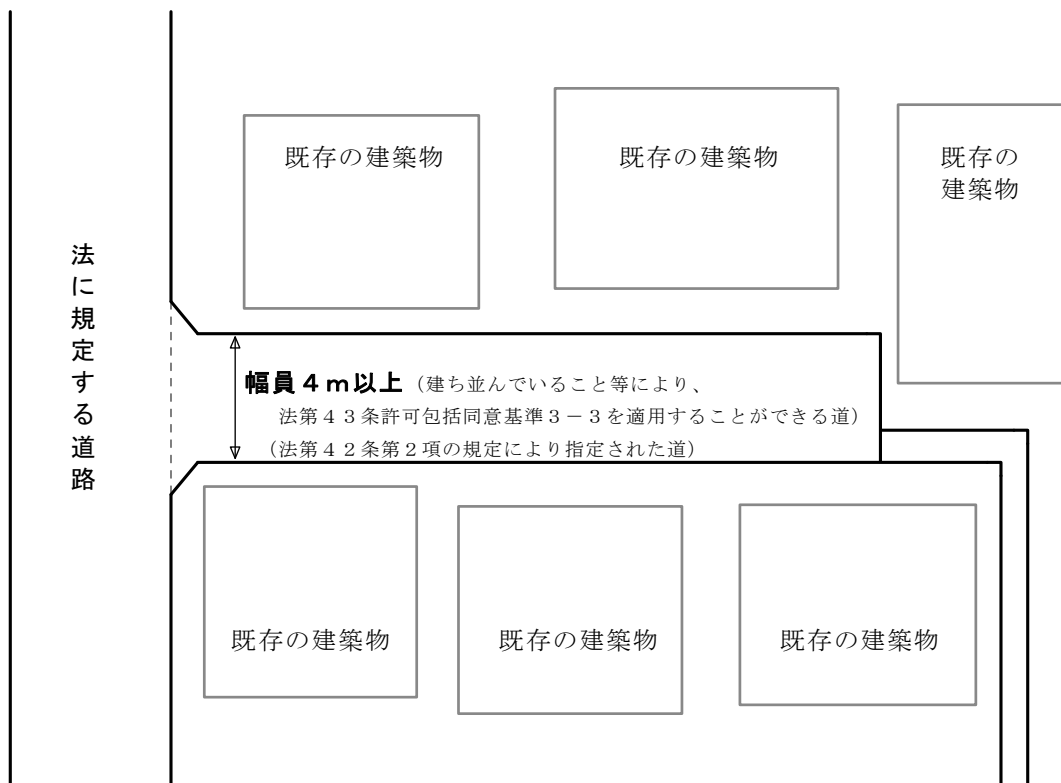 既存の建築物
既存の建築物
既存の
建築物
法に規定する道路
幅員4m以上（建ち並んでいること等により、
法第43条許可包括同意基準3－3を適用することができる道）
（法第42条第2項の規定により指定された道）
既存の建築物
既存の建築物
既存の建築物